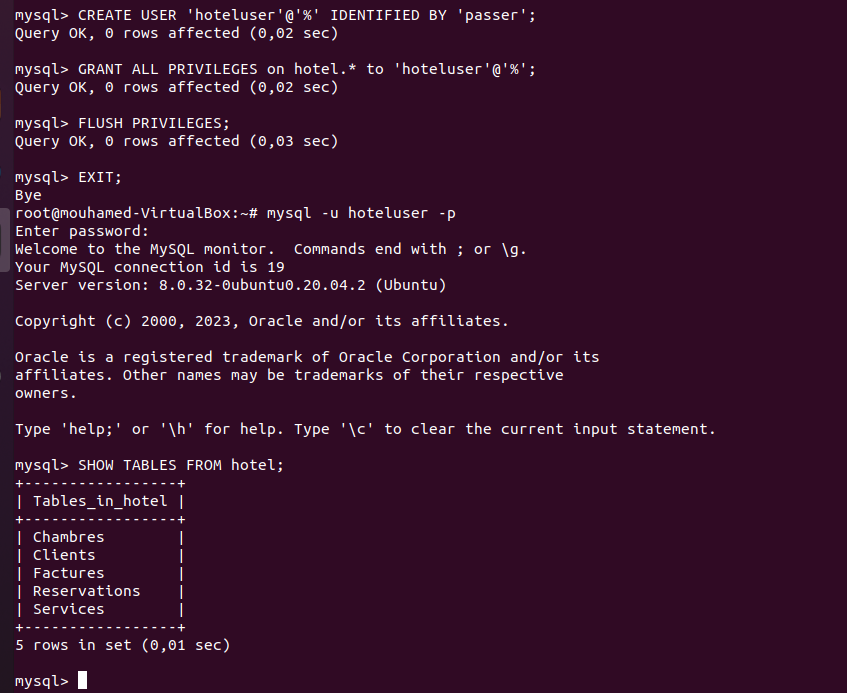 mysql> CREATE USER 'hoteluser'@'%' IDENTIFIED BY 'passer';
Query OK, 0 rows affected (0,02 sec)
mysql> GRANT ALL PRIVILEGES on hotel.* to 'hoteluser'@'%';
Query OK, 0 rows affected (0,02 sec)
mysql> FLUSH PRIVILEGES;
Query OK, 0 rows affected (0,03 sec)
mysql> EXIT;
Bye
root@mouhamed-VirtualBox:~# mysql -u hoteluser -p
Enter password:
Welcome to the MySQL monitor.  Commands end with ; or \g.
Your MySQL connection id is 19
Server version: 8.0.32-0ubuntu0.20.04.2 (Ubuntu)
Copyright (c) 2000, 2023, Oracle and/or its affiliates.
Oracle is a registered trademark of Oracle Corporation and/or its
affiliates. Other names may be trademarks of their respective
owners.
Type 'help;' or '\h' for help. Type '\c' to clear the current input statement.
mysql> SHOW TABLES FROM hotel;
+-----------------+
| Tables_in_hotel |
+-----------------+
| Chambres        |
| Clients         |
| Factures        |
| Reservations    |
| Services        |
+-----------------+
5 rows in set (0,01 sec)
mysql>